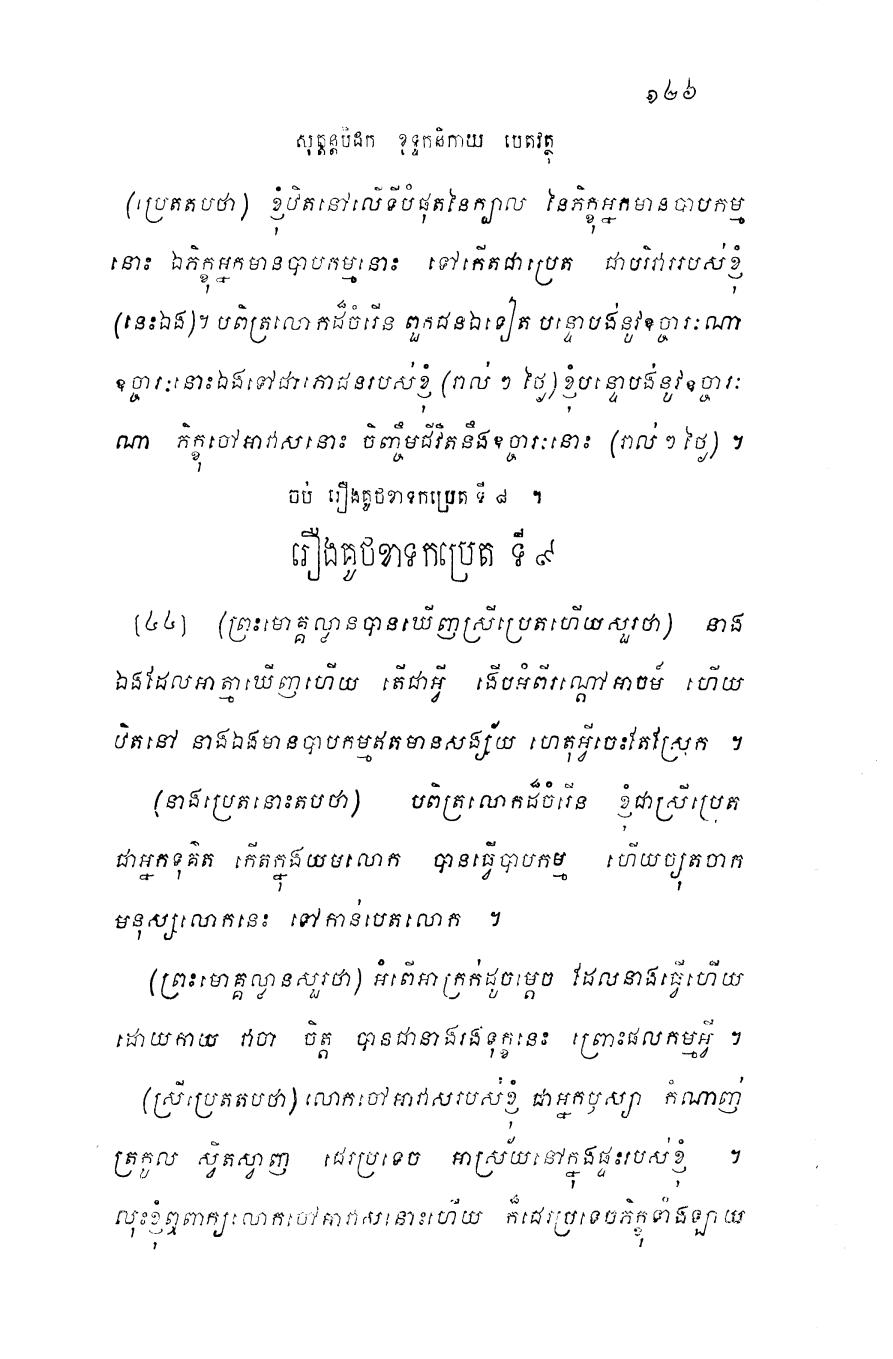 ១៤៦
សុត្តន្តបិដក ខុទ្ទកនិកាយ បេតវត្ថុ
(ប្រេតតបថា) ខ្ញុំឋិតនៅលើទីបំផុតនៃក្បាល នៃភិក្ខុអ្នកមានបាបកម្ម
នោះ ឯភិក្ខុអ្នកមានបាបកម្មនោះ ទៅកើតជាប្រេត ជាបរិវាររបស់ខ្ញុំ
(នេះឯង)។ បពិត្រលោកដ៏ចំរើន ពួកជនឯទៀត បន្ទោបង់នូវឧច្ចារៈណា
ឧច្ចារៈនោះឯងទៅជាភោជនរបស់ខ្ញុំ (រាល់ ៗ ថ្ងៃ) ខ្ញុំបន្ទោបង់នូវឧច្ចារៈ
ណា ភិក្ខុចៅអាវាសនោះ ចិញ្ចឹមជីវិតនឹងឧច្ចារៈនោះ (រាល់ ៗ ថ្ងៃ) ។
ចប់ រឿងគូថខាទកប្រេត ទី ៨ ។
រឿងគូថខាទកប្រេត ទី ៩
[៤៤] (ព្រះមោគ្គល្លានបានឃើញស្រីប្រេតហើយសួរថា) នាង
ឯងដែលអាត្មាឃើញហើយ តើជាអ្វី ងើបអំពីរណ្តៅអាចម៍ ហើយ
ឋិតនៅ នាងឯងមានបាបកម្មឥតមានសង្ស័យ ហេតុអ្វីចេះតែស្រែក ។
(នាងប្រេតនោះតបថា) បពិត្រលោកដ៏ចំរើន ខ្ញុំជាស្រីប្រេត
ជាអ្នកទុគ៌ត កើតក្នុងយមលោក បានធ្វើបាបកម្ម ហើយច្យុតចាក
មនុស្សលោកនេះ ទៅកាន់បេតលោក ។
(ព្រះមោគ្គល្លានសួរថា) អំពើអាក្រក់ដូចម្តេច ដែលនាងធ្វើហើយ
ដោយកាយ វាចា ចិត្ត បានជានាងរងទុក្ខនេះ ព្រោះផលកម្មអ្វី ។
(ស្រីប្រេតតបថា) លោកចៅអាវាសរបស់ខ្ញុំ ជាអ្នកឫស្យា កំណាញ់
ត្រកូល ស្វិតស្វាញ ជេរប្រទេច អាស្រ័យនៅក្នុងផ្ទះរបស់ខ្ញុំ ។
លុះខ្ញុំឮពាក្យលោកចៅអាវាសនោះហើយ ក៏ជេរប្រទេចភិក្ខុទាំងឡាយ